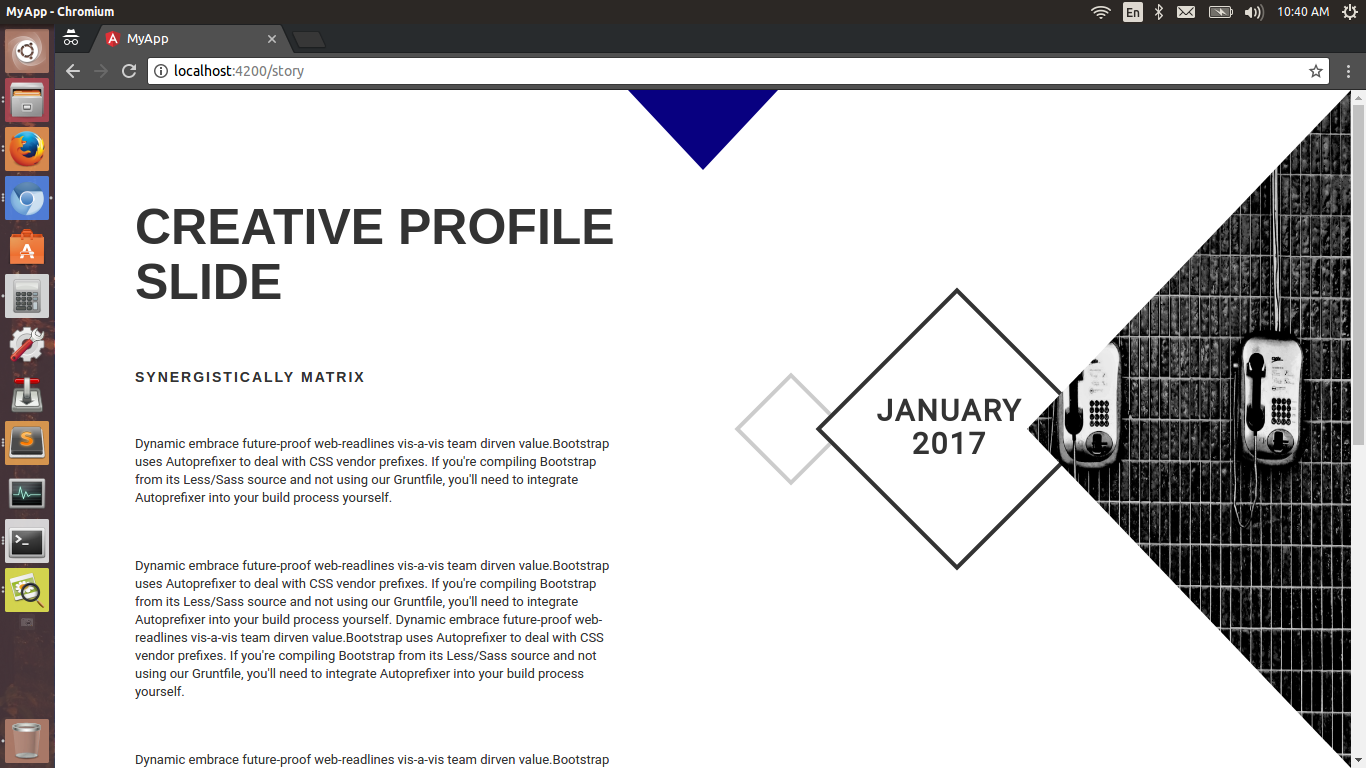 MyApp - Chromium
En
10:40 AM
MyApp
localhost:4200/story
CREATIVE PROFILE
SLIDE
SYNERGISTICALLY MATRIX
Dynamic embrace future-proof web-readlines vis-a-vis team dirven value.Bootstrap
uses Autoprefixer to deal with CSS vendor prefixes. If you're compiling Bootstrap
from its Less/Sass source and not using our Gruntfile, you'll need to integrate
Autoprefixer into your build process yourself.
Dynamic embrace future-proof web-readlines vis-a-vis team dirven value.Bootstrap
uses Autoprefixer to deal with CSS vendor prefixes. If you're compiling Bootstrap
from its Less/Sass source and not using our Gruntfile, you'll need to integrate
Autoprefixer into your build process yourself. Dynamic embrace future-proof web-
readlines vis-a-vis team dirven value.Bootstrap uses Autoprefixer to deal with CSS
vendor prefixes. If you're compiling Bootstrap from its Less/Sass source and not
using our Gruntfile, you'll need to integrate Autoprefixer into your build process
yourself.
Dynamic embrace future-proof web-readlines vis-a-vis team dirven value.Bootstrap
JANUARY
2017